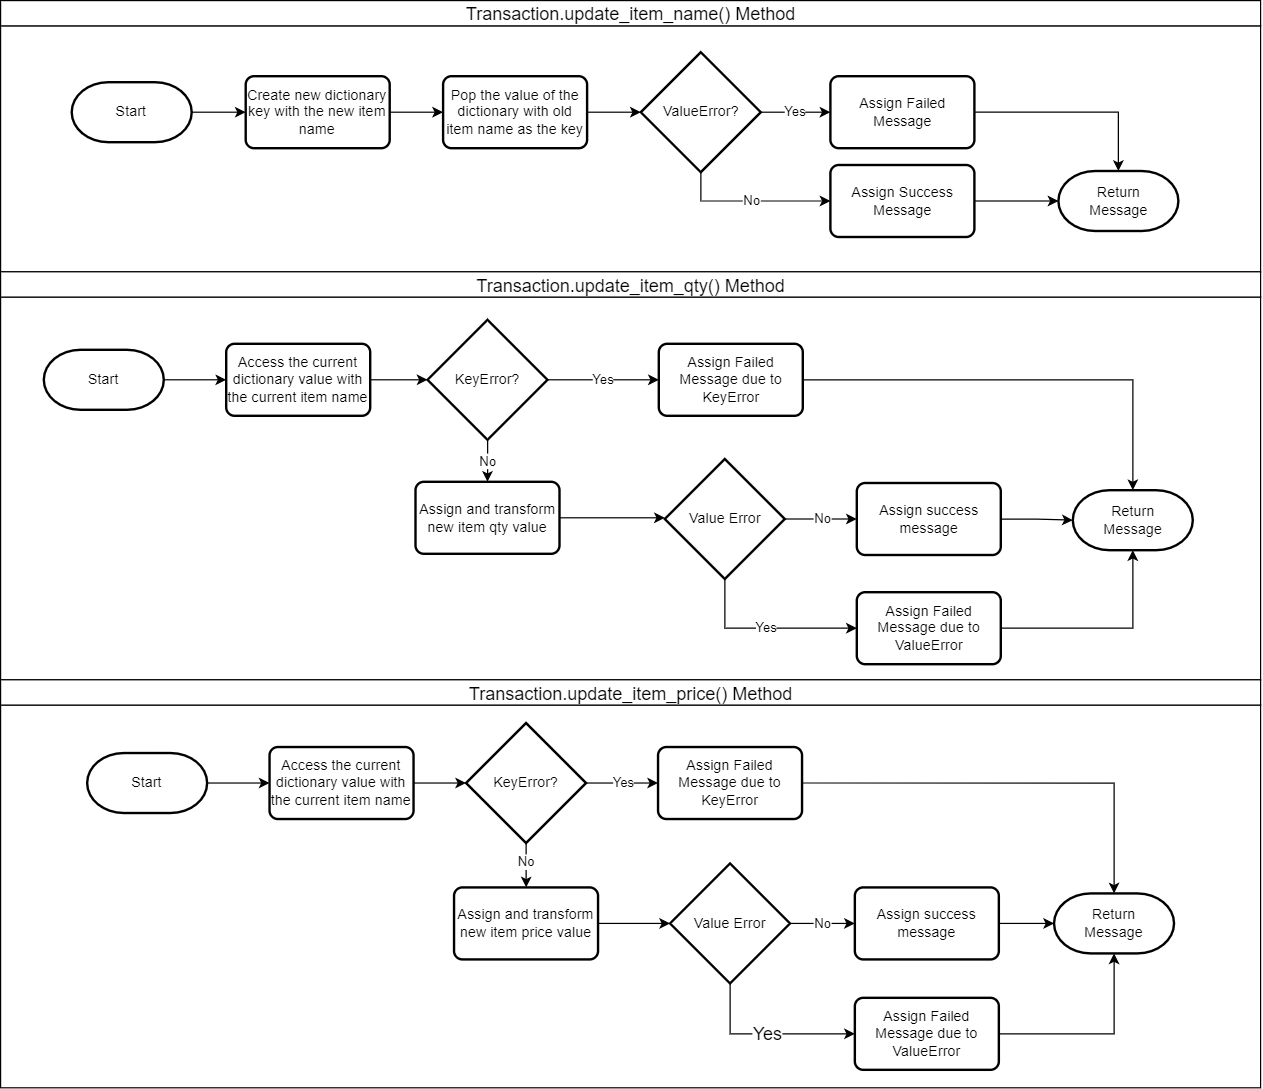 Transaction.update_item_name() Method
Start
Create new dictionary
key with the new item
name
Pop the value of the
dictionary with old
item name as the key
ValueError?
Yes
Assign Failed
Message
No
Assign Success
Message
Return
Message
Transaction.update_item_qty() Method
Start
Access the current
dictionary value with
the current item name
KeyError?
Yes
Assign Failed
Message due to
KeyError
No
Assign and transform
new item qty value
Value Error
No
Assign success
message
Return
Message
Yes
Assign Failed
Message due to
ValueError
Transaction.update_item_price() Method
Start
Access the current
dictionary value with
the current item name
KeyError?
Yes
Assign Failed
Message due to
KeyError
No
Assign and transform
new item price value
Value Error
No
Assign success
message
Return
Message
Yes
Assign Failed
Message due to
ValueError